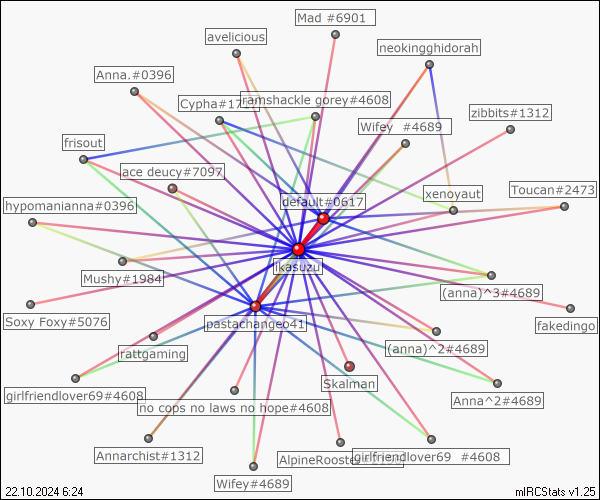 Mad #6901
avelicious
neokingghidorah
Anna.#0396
Cypha#17
ramshackle gorey#4608
zibbits#1312
Wifey #4689
frisout
ace deucy#7097
xenoyaut
Toucan#2473
default#0617
hypomanianna#0396
ikasuzu
Mushy#1984
(anna)^3#4689
Soxy Foxy#5076
pastachangeo41
fakedingo
rattgaming
(anna)^2#4689
Skalman
girlfriendlover69#4608
no cops no laws no hope#4608
Anna^2#4689
Annarchist#1312
AlpineRooste
girlfriendlover69 #4608
Wifey#4689
22.10.2024 6:24
mIRCStats v1.25